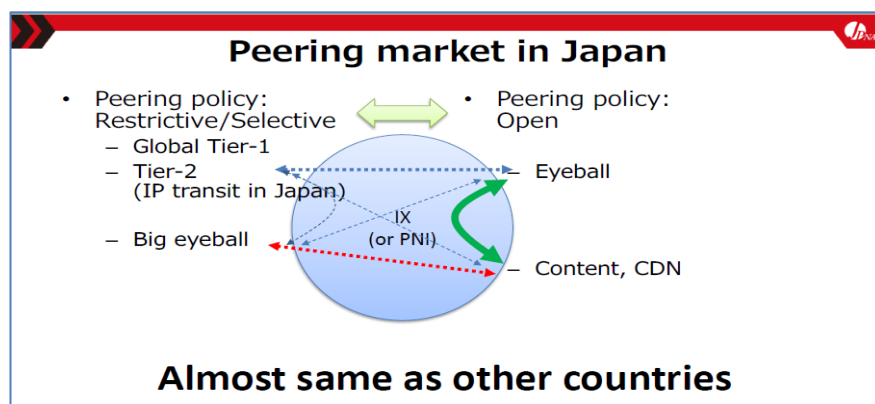 Peering market in Japan
• Peering policy:
Restrictive/Selective
– Global Tier-1
– Tier-2
(IP transit in Japan)
– Big eyeball
IX
(or PNI)
• Peering policy:
Open
– Eyeball
– Content, CDN
Almost same as other countries